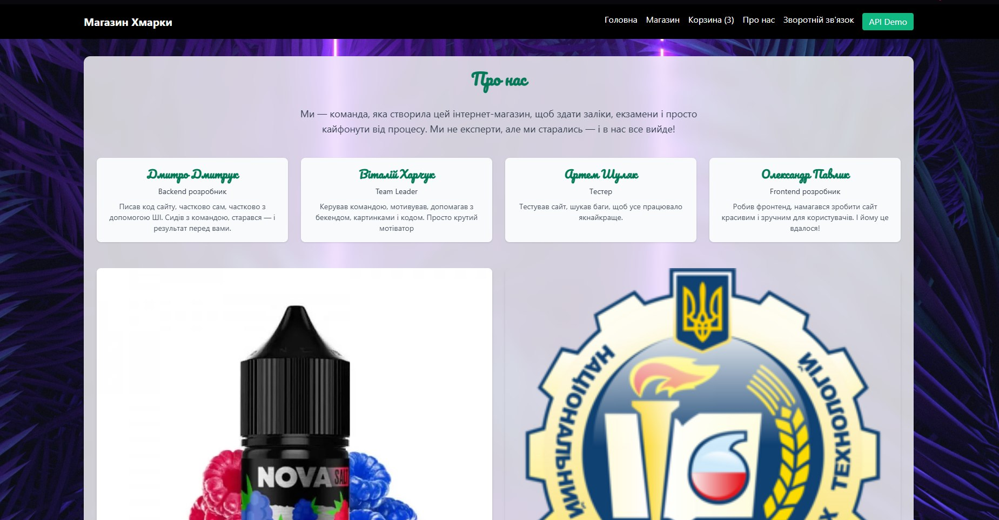 Магазин Хмарки
Головна Магазин Корзина (3) Про нас Зворотній зв'язок API Demo
Про нас
Ми — команда, яка створила цей інтернет-магазин, щоб здати заліки, екзамени і просто
кайфонути від процесу. Ми не експерти, але ми старались — і в нас все вийде!
Дмитро Дмитрук
Backend розробник
Писав код сайту, частково сам, частково з
допомогою ШІ. Сидів з командою, старався — і
результат перед вами.
Віталій Харчук
Team Leader
Керував командою, мотивував, допомагав з
бекендом, картинками і кодом. Просто крутий
мотіватор
Артем Шуляк
Тестер
Тестував сайт, шукав баги, щоб усе працювало
якнайкраще.
Олександр Павлик
Frontend розробник
Робив фронтенд, намагався зробити сайт
красивим і зручним для користувачів. І йому це
вдалося!
NOVA SALT
НАЦІОНАЛЬНИЙ
ТЕХНОЛОГІЙ